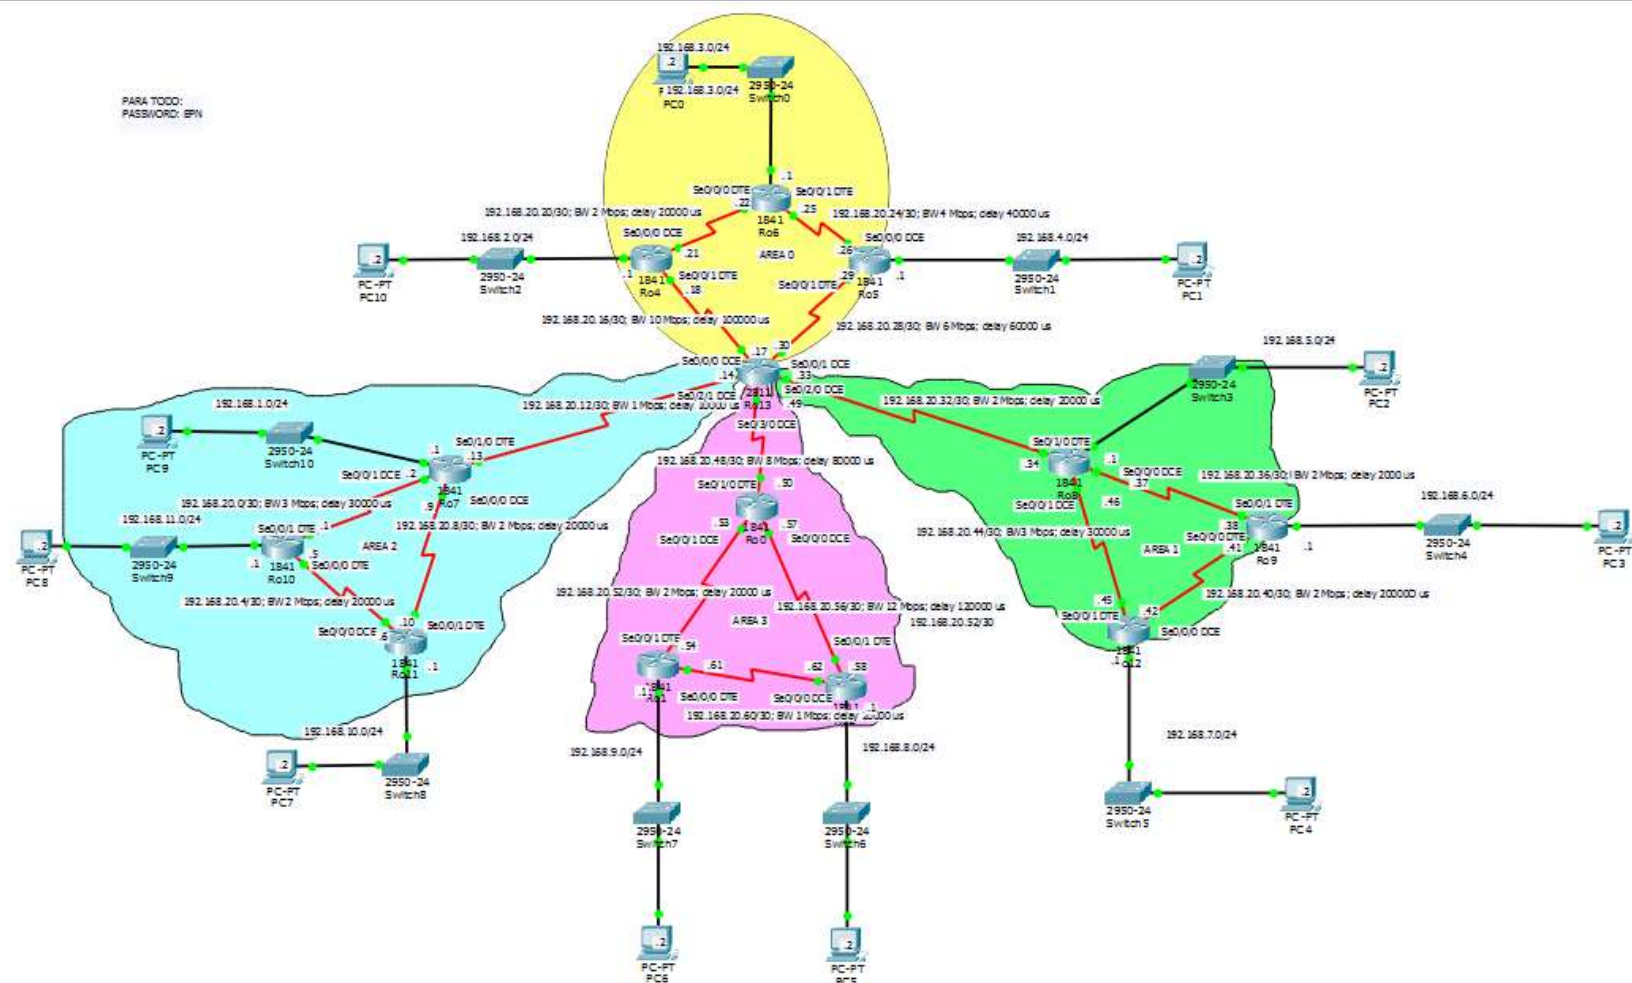 192.168.3.0/24
.2
192.168.3.0/24
PC0
2950-24
Switch0
PARA TODO:
PASSWORD: EPN
.1
Se0/0/0 DTE
Se0/0/1 DTE
.22
.25
192.168.20.20/30; BW 2 Mbps; delay 20000 us
192.168.20.24/30; BW 4 Mbps; delay 40000 us
1841
Ro6
Se0/0/0 DCE
Se0/0/0 DCE
192.168.2.0/24
192.168.4.0/24
.21
AREA 0
.26
.2
PC-PT
PC10
2950-24
Switch2
.1
1841
Ro4
Se0/0/1 DTE
.18
Se0/0/1 DTE
.29
1841
Ro5
.1
2950-24
Switch1
.2
PC-PT
PC1
192.168.20.16/30; BW 10 Mbps; delay 100000 us
192.168.20.28/30; BW 6 Mbps; delay 60000 us
192.168.5.0/24
.17
.30
Se0/0/0 DCE
Se0/0/1 DCE
.14
.33
Se0/2/1 DCE
Se0/2/0 DCE
2811
Ro13
.49
2950-24
Switch3
.2
PC-PT
PC2
192.168.1.0/24
192.168.20.12/30; BW 1 Mbps; delay 10000 us
192.168.20.32/30; BW 2 Mbps; delay 20000 us
Se0/3/0 DCE
.2
PC-PT
PC9
2950-24
Switch10
.1
Se0/1/0 DTE
.13
Se0/0/1 DCE
.2
1841
Ro7
Se0/0/0 DCE
.9
192.168.20.48/30; BW 8 Mbps; delay 80000 us
Se0/1/0 DTE
.50
Se0/1/0 DTE
.34
.1
1841
Ro8
Se0/0/0 DCE
.37
192.168.20.36/30; BW 2 Mbps; delay 2000 us
192.168.6.0/24
192.168.20.0/30; BW 3 Mbps; delay 30000 us
192.168.11.0/24
Se0/0/1 DTE
.1
192.168.20.8/30; BW 2 Mbps; delay 20000 us
.53
1841
Ro0
.57
Se0/0/1 DCE
Se0/0/0 DCE
Se0/0/1 DCE
.46
Se0/0/1 DTE
.38
Se0/0/0 DTE
.41
1841
Ro9
.1
192.168.20.44/30; BW 3 Mbps; delay 30000 us
AREA 1
.2
PC-PT
PC8
2950-24
Switch9
.1
1841
Ro10
.5
Se0/0/0 DTE
AREA 2
2950-24
Switch4
.2
PC-PT
PC3
192.168.20.4/30; BW 2 Mbps; delay 20000 us
192.168.20.52/30; BW 2 Mbps; delay 20000 us
192.168.20.56/30; BW 12 Mbps; delay 120000 us
192.168.20.52/30
AREA 3
192.168.20.40/30; BW 2 Mbps; delay 200000 us
.45
.42
Se0/0/1 DTE
Se0/0/0 DCE
.1
1841
.10
Se0/0/1 DTE
Se0/0/0 DCE
.6
1841
Ro11
.1
Se0/0/1 DTE
.54
Se0/0/1 DTE
.61
.62
.58
.1
1841
Se0/0/0 DTE
Se0/0/0 DCE
.1
192.168.20.60/30; BW 1 Mbps; delay
192.168.10.0/24
192.168.9.0/24
192.168.8.0/24
192.168.7.0/24
.2
PC-PT
PC7
2950-24
Switch8
2950-24
Switch7
2950-24
Switch6
2950-24
Switch5
.2
PC-PT
PC4
.2
PC-PT
PC6
.2
PC-PT